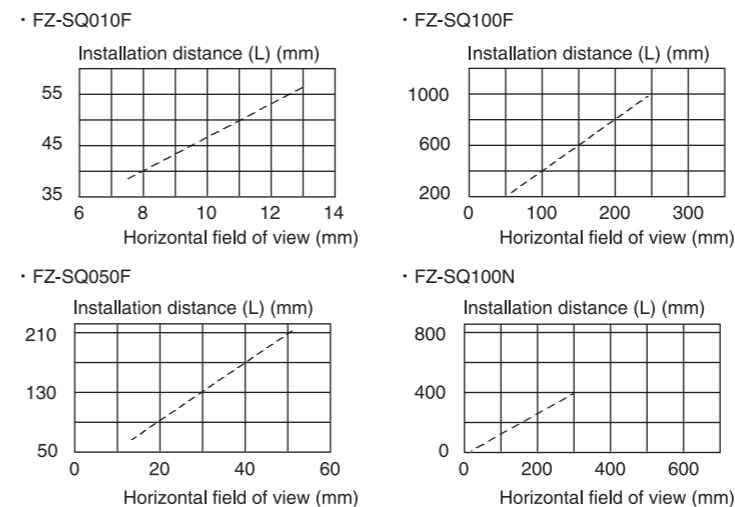 ・FZ-SQ010F
Installation distance (L) (mm)
55
45
35
6 8 10 12 14
Horizontal field of view (mm)
・FZ-SQ100F
Installation distance (L) (mm)
1000
600
200
0 100 200 300
Horizontal field of view (mm)
・FZ-SQ050F
Installation distance (L) (mm)
210
130
50
0 20 40 60
Horizontal field of view (mm)
・FZ-SQ100N
Installation distance (L) (mm)
800
400
0
0 200 400 600
Horizontal field of view (mm)